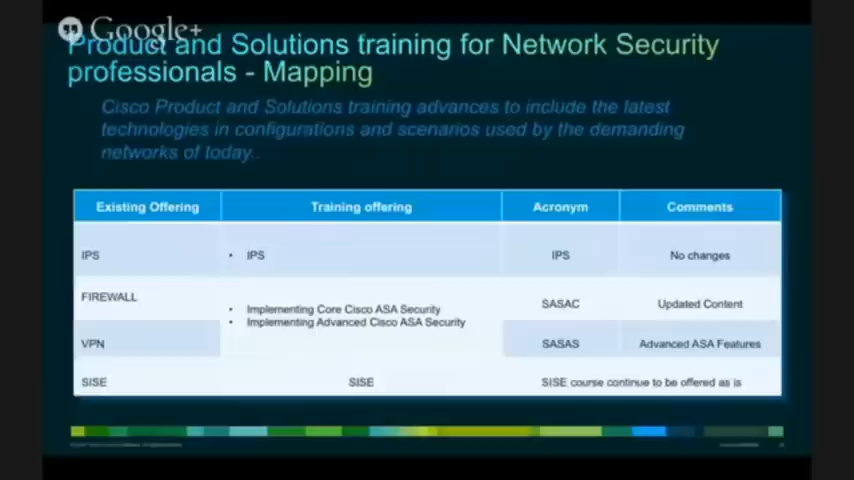 Google+
Product and Solutions training for Network Security
professionals - Mapping
Cisco Product and Solutions training advances to include the latest
technologies in configurations and scenarios used by the demanding
networks of today..
Existing Offering Training offering Acronym Comments
IPS • IPS IPS No changes
FIREWALL
• Implementing Core Cisco ASA Security SASAC Updated Content
• Implementing Advanced Cisco ASA Security
VPN SASAS Advanced ASA Features
SISE SISE SISE course continue to be offered as is